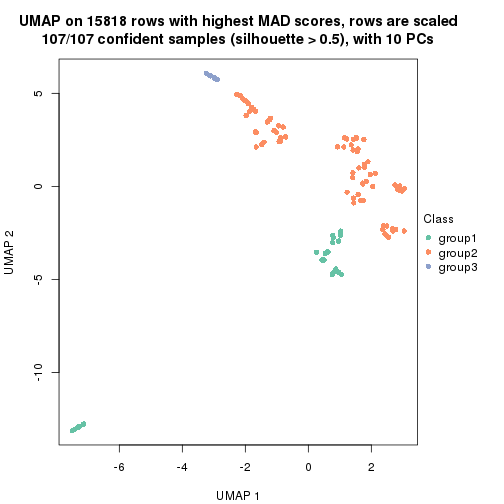 UMAP on 15818 rows with highest MAD scores, rows are scaled
107/107 confident samples (silhouette > 0.5), with 10 PCs
5
0
-5
-10
UMAP 2
-6
-4
-2
0
2
UMAP 1
Class
group1
group2
group3